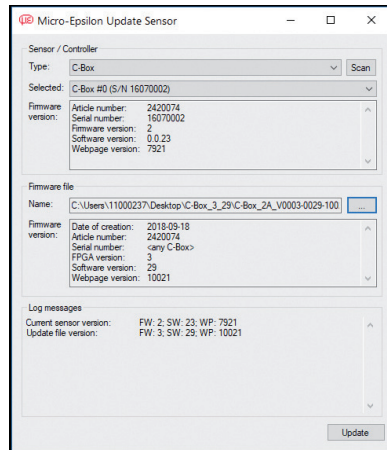 με Micro-Epsilon Update Sensor
Sensor / Controller
Type: C-Box Scan
Selected: C-Box #0 (S/N 16070002)
Firmware version:
Article number: 2420074
Serial number: 16070002
Firmware version: 2
Software version: 0.0.23
Webpage version: 7921
Firmware file
Name: C:\Users\11000237\Desktop\C-Box_3_29\C-Box_2A_V0003-0029-100 ...
Firmware version:
Date of creation: 2018-09-18
Article number: 2420074
Serial number: <any C-Box>
FPGA version: 3
Software version: 29
Webpage version: 10021
Log messages
Current sensor version: FW: 2; SW: 23; WP: 7921
Update file version: FW: 3; SW: 29; WP: 10021
Update